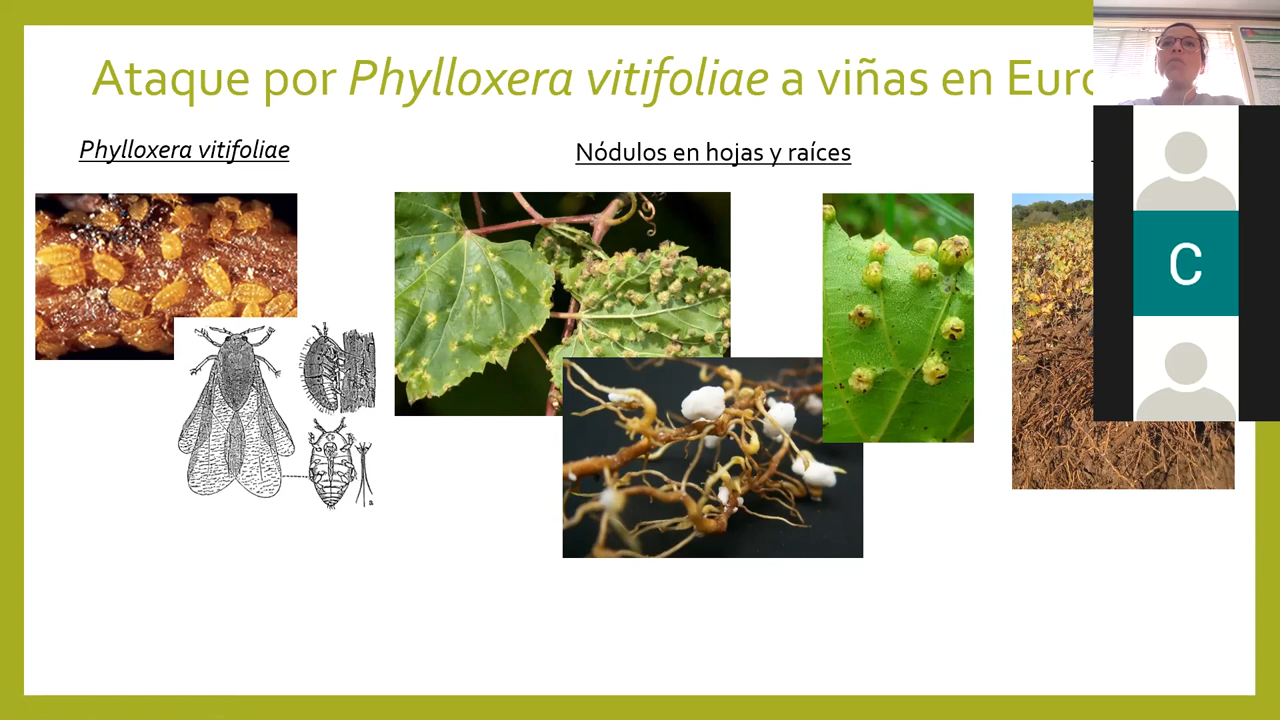 Ataque por Phylloxera vitifoliae a viñas en Euro
Phylloxera vitifoliae
Nódulos en hojas y raíces
C
a